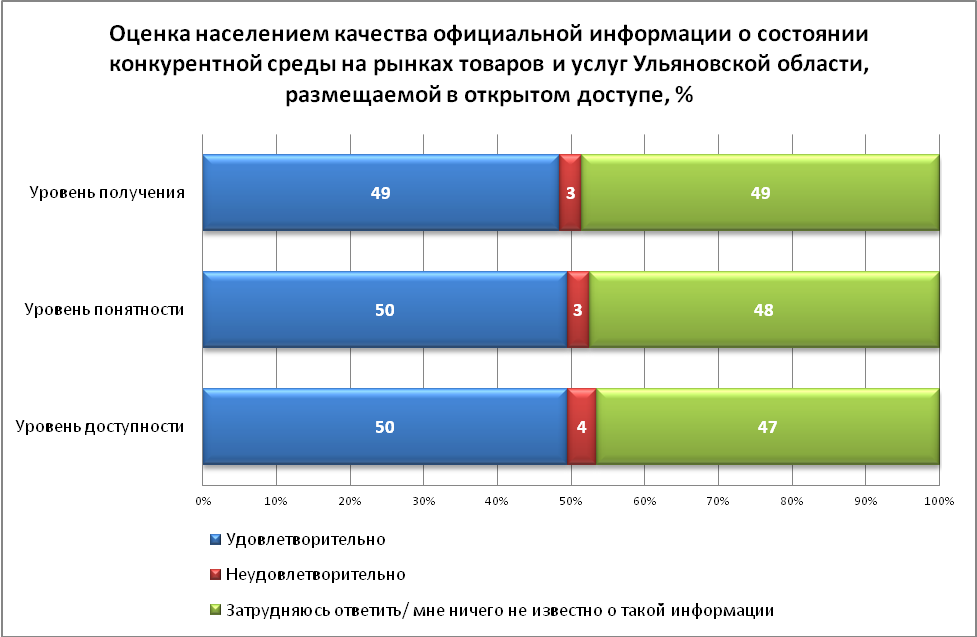 Оценка населением качества официальной информации о состоянии
конкурентной среды на рынках товаров и услуг Ульяновской области,
размещаемой в открытом доступе, %
Уровень получения 49 3 49
Уровень понятности 50 3 48
Уровень доступности 50 4 47
0% 10% 20% 30% 40% 50% 60% 70% 80% 90% 100%
Удовлетворительно
Неудовлетворительно
Затрудняюсь ответить/ мне ничего не известно о такой информации